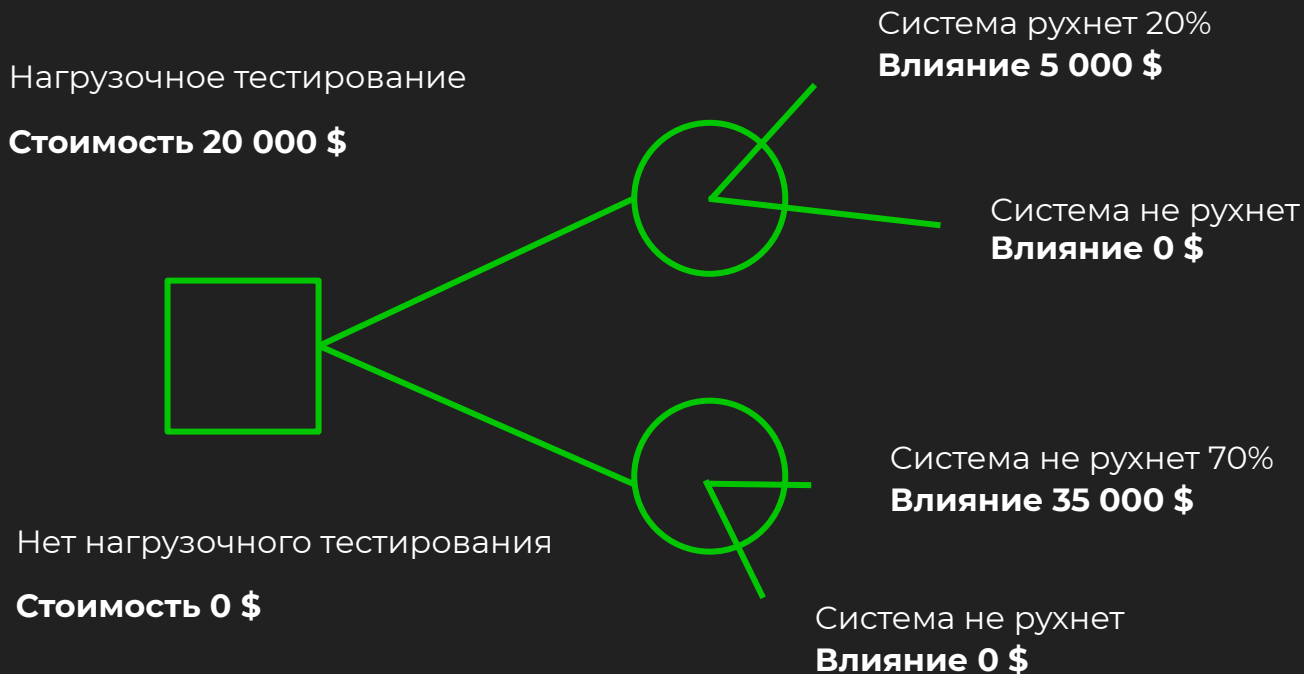 Система рухнет 20%
Влияние 5 000 $
Нагрузочное тестирование
Стоимость 20 000 $
Система не рухнет
Влияние 0 $
Система не рухнет 70%
Влияние 35 000 $
Нет нагрузочного тестирования
Стоимость 0 $
Система не рухнет
Влияние 0 $